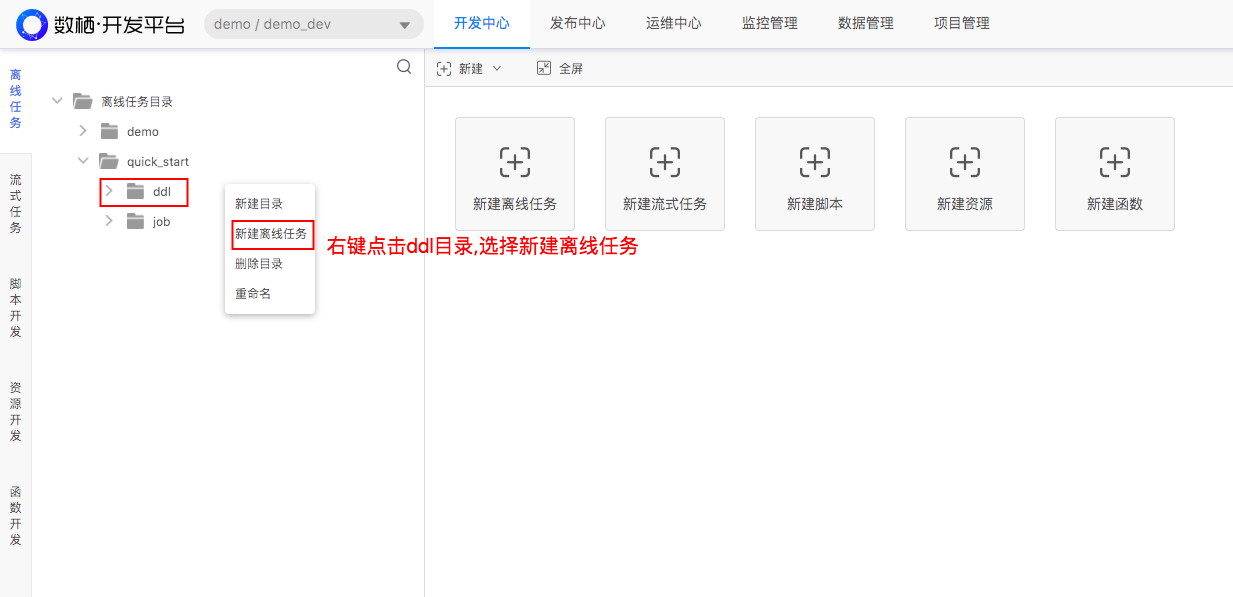 数栖·开发平台
demo / demo_dev
开发中心
发布中心
运维中心
监控管理
数据管理
项目管理
离线任务
流式任务
脚本开发
资源开发
函数开发
离线任务目录
demo
quick_start
ddl
job
新建目录
新建离线任务
删除目录
重命名
右键点击ddl目录,选择新建离线任务
新建
全屏
新建离线任务
新建流式任务
新建脚本
新建资源
新建函数